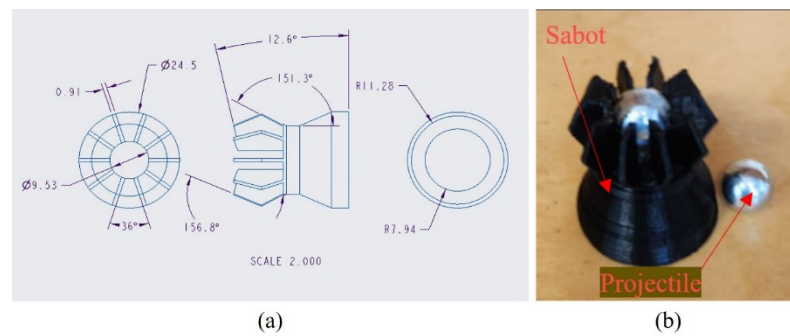 12.6°
Ø24.5
0.91
151.3°
R11.28
Ø9.53
156.8°
36°
R7.94
SCALE 2.000
Sabot
Projectile
(a)
(b)